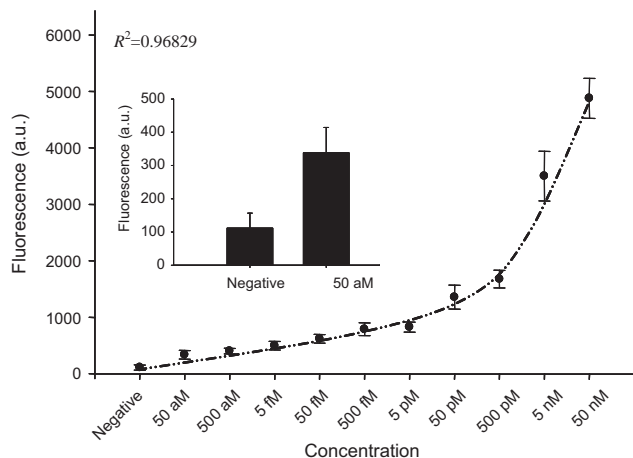 R²=0.96829
Fluorescence (a.u.)
6000
5000
4000
3000
2000
1000
0
Fluorescence (a.u.)
500
400
300
200
100
0
Negative
50 aM
Negative
50 aM
500 aM
5 fM
50 fM
500 fM
5 pM
50 pM
500 pM
5 nM
50 nM
Concentration